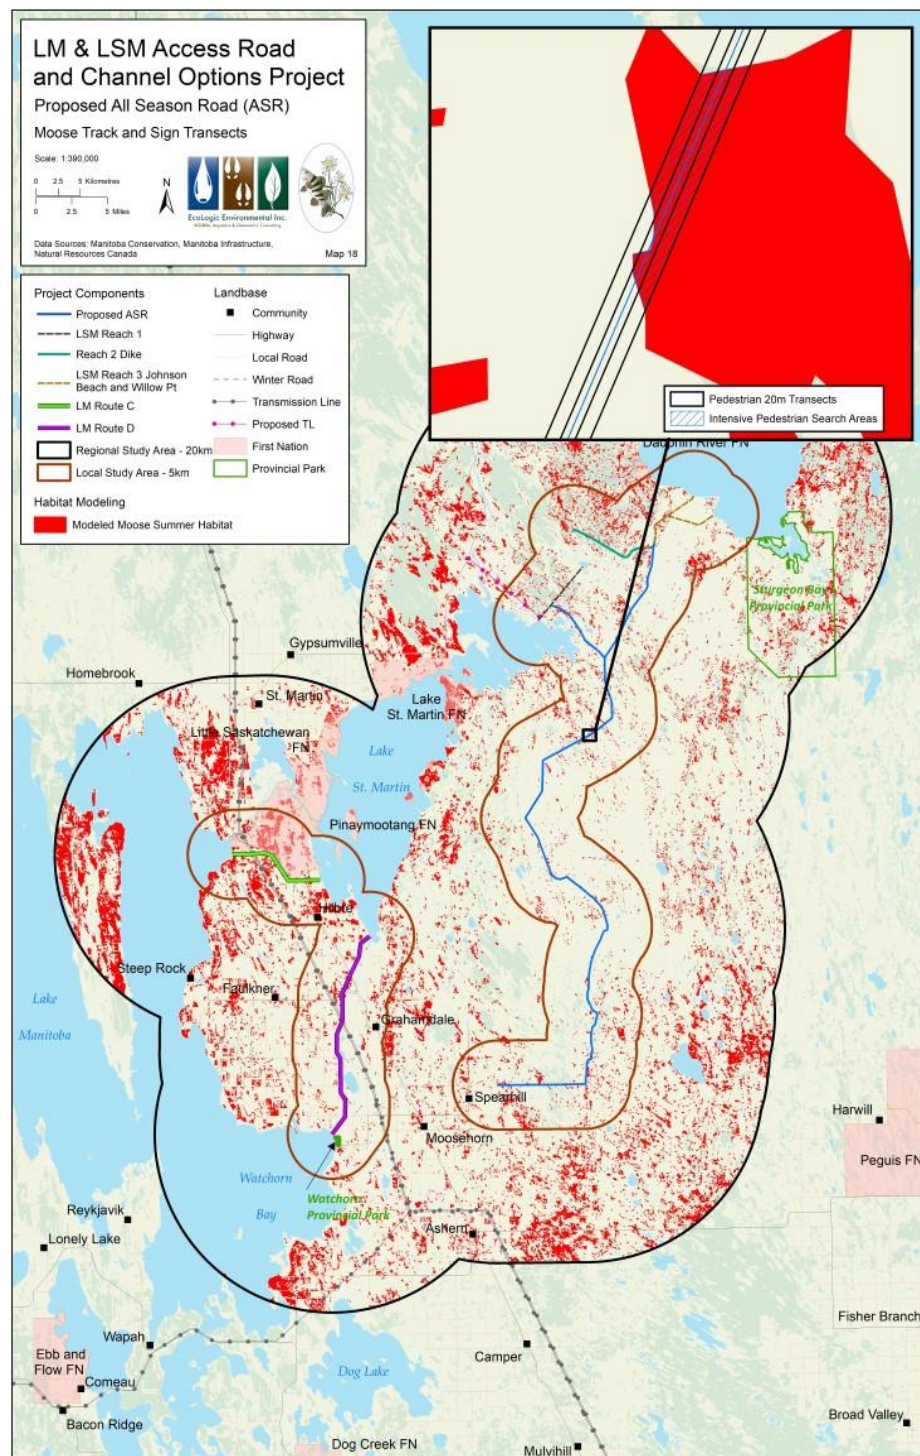 LM & LSM Access Road
and Channel Options Project
Proposed All Season Road (ASR)
Moose Track and Sign Transects
Scale: 1:390,000
0 2.5 5 Kilometres
0 2.5 5 Miles
N
EcoLogic Environmental Inc.
Data Sources: Manitoba Conservation, Manitoba Infrastructure,
Natural Resources Canada
Map 18
Project Components
Proposed ASR
LSM Reach 1
Reach 2 Dike
LSM Reach 3 Johnson
Beach and Willow Pt
LM Route C
LM Route D
Regional Study Area - 20km
Local Study Area - 5km
Habitat Modeling
Modeled Moose Summer Habitat
Landbase
Community
Highway
Local Road
Winter Road
Transmission Line
Proposed TL
First Nation
Provincial Park
Pedestrian 20m Transects
Intensive Pedestrian Search Areas
Dauphin River FN
Sturgeon Bay
Provincial Park
Gypsumville
Homebrook
St. Martin
Lake
St. Martin FN
Little Saskatchewan
FN
Lake
St. Martin
Pinaymootang FN
Hilbre
Steep Rock
Faulkner
Lake
Manitoba
Grahamdale
Spearhill
Moosehorn
Harwill
Peguis FN
Watchorn
Bay
Watchorn
Provincial Park
Reykjavik
Lonely Lake
Ashern
Fisher Branch
Wapah
Ebb and
Flow FN
Camper
Comeau
Dog Lake
Bacon Ridge
Broad Valley
Dog Creek FN
Mulvihill